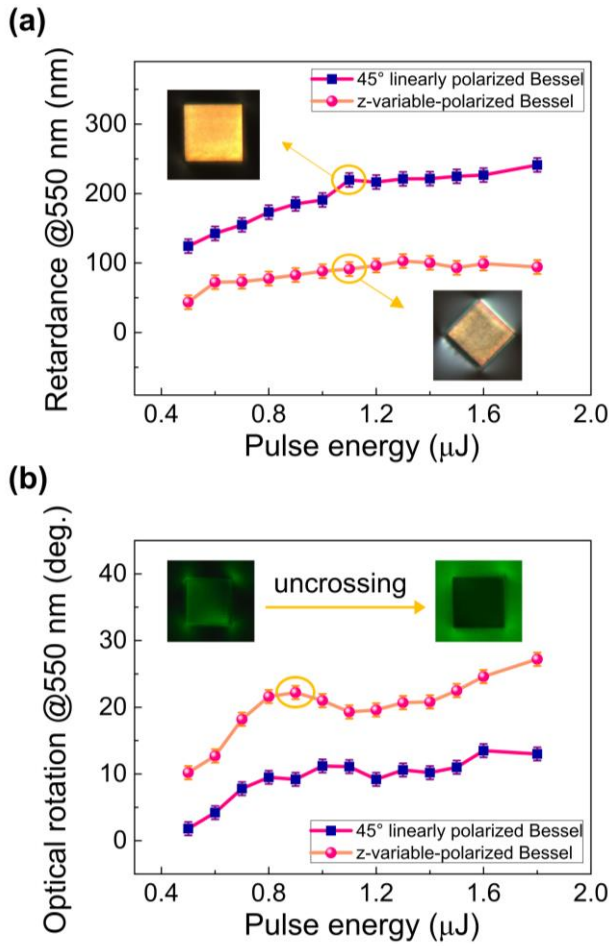 (a)
Retardance @550 nm (nm)
300
200
100
0
45° linearly polarized Bessel
z-variable-polarized Bessel
0.4 0.8 1.2 1.6 2.0
Pulse energy (μJ)
(b)
Optical rotation @550 nm (deg.)
40
30
20
10
0
uncrossing
45° linearly polarized Bessel
z-variable-polarized Bessel
0.4 0.8 1.2 1.6 2.0
Pulse energy (μJ)